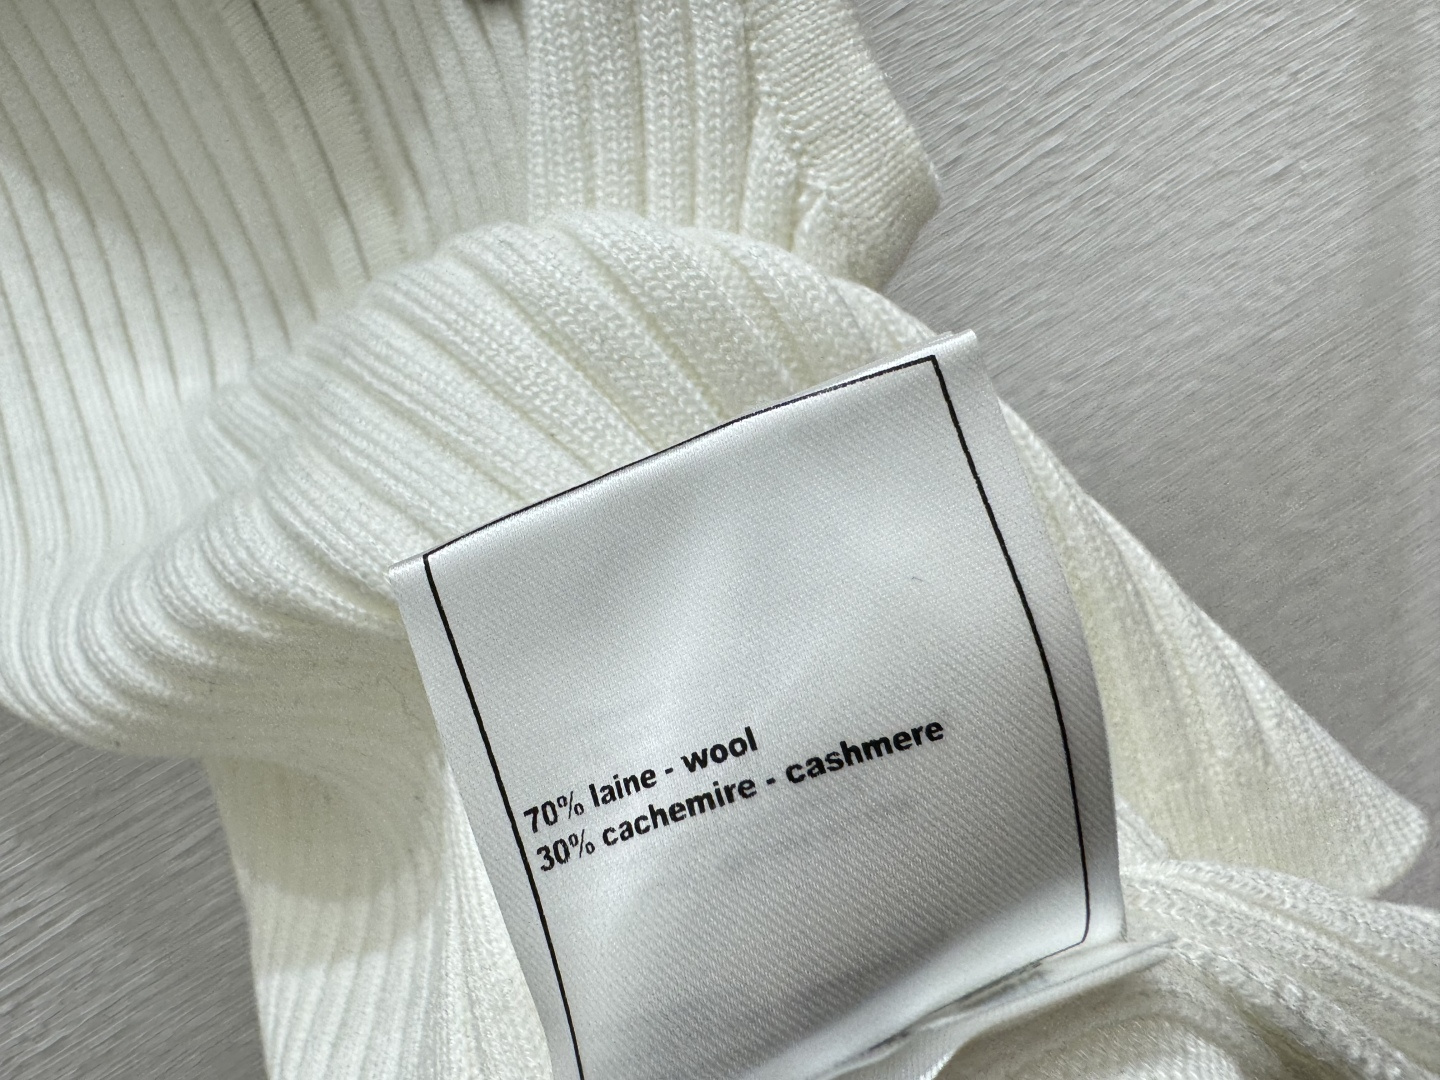 70% laine - wool
30% cachemire - cashmere